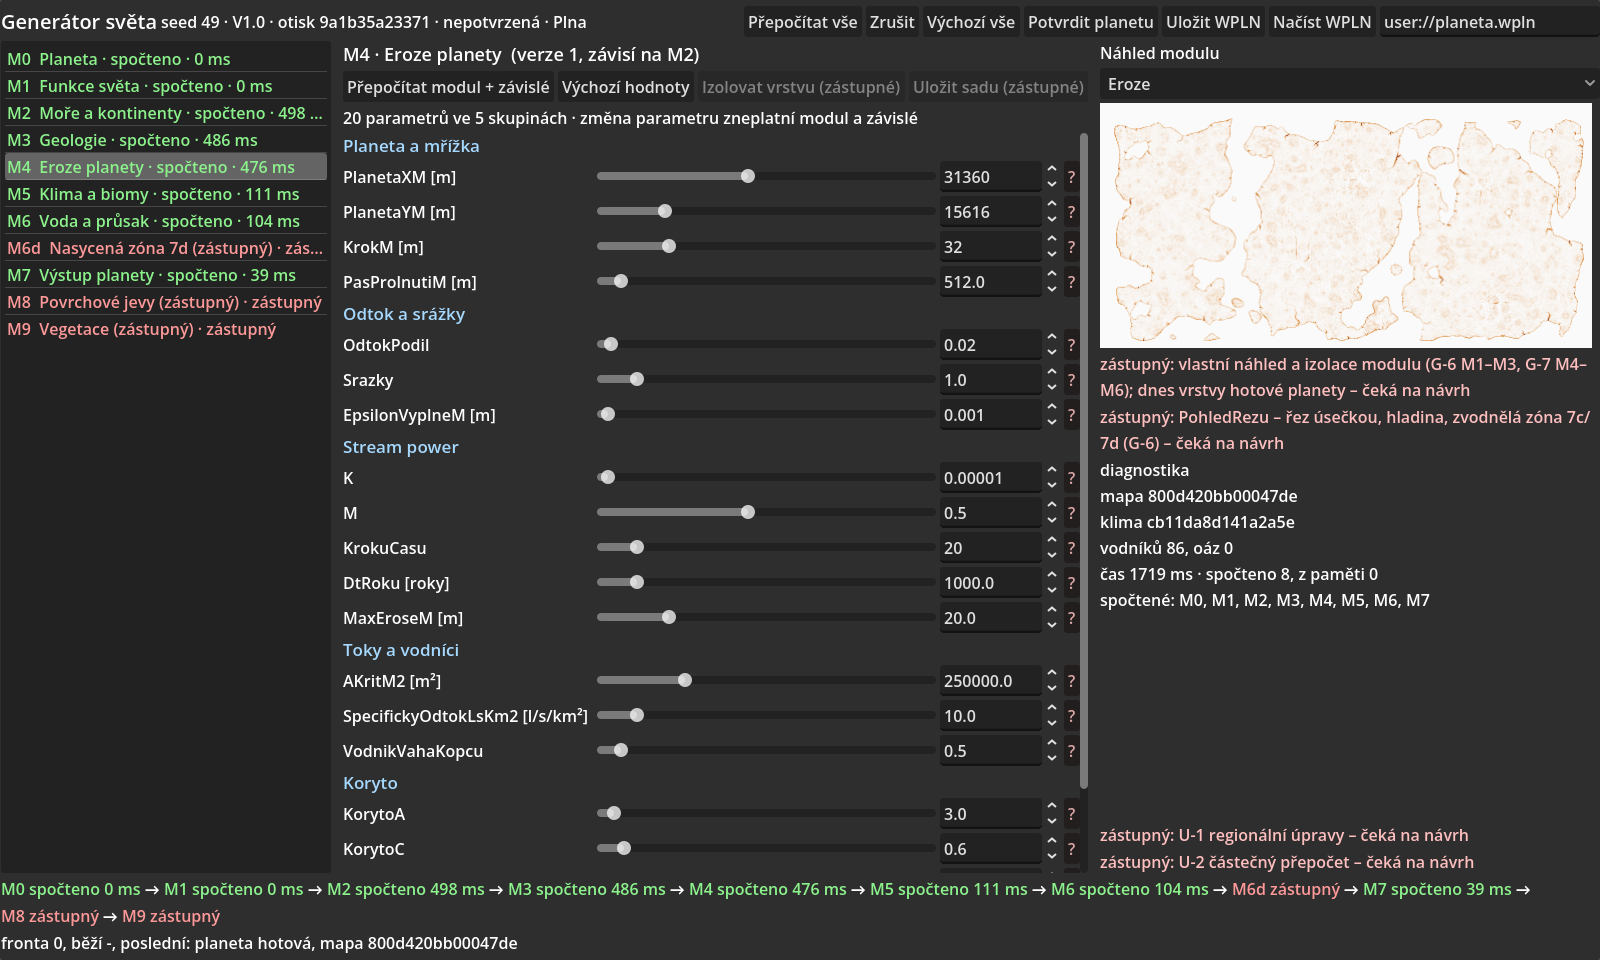 Generátor světa seed 49 · V1.0 · otisk 9a1b35a23371 · nepotvrzená · Plna
Přepočítat vše Zrušit Výchozí vše Potvrdit planetu Uložit WPLN Načíst WPLN user://planeta.wpln
M0 Planeta · spočteno · 0 ms
M1 Funkce světa · spočteno · 0 ms
M2 Moře a kontinenty · spočteno · 498 ...
M3 Geologie · spočteno · 486 ms
M4 Eroze planety · spočteno · 476 ms
M5 Klima a biomy · spočteno · 111 ms
M6 Voda a průsak · spočteno · 104 ms
M6d Nasycená zóna 7d (zástupný) · zás...
M7 Výstup planety · spočteno · 39 ms
M8 Povrchové jevy (zástupný) · zástupný
M9 Vegetace (zástupný) · zástupný
M4 · Eroze planety (verze 1, závisí na M2)
Přepočítat modul + závislé Výchozí hodnoty Izolovat vrstvu (zástupné) Uložit sadu (zástupné)
20 parametrů ve 5 skupinách · změna parametru zneplatní modul a závislé
Planeta a mřížka
PlanetaXM [m] 31360 ?
PlanetaYM [m] 15616 ?
KrokM [m] 32 ?
PasProlnutiM [m] 512.0 ?
Odtok a srážky
OdtokPodil 0.02 ?
Srazky 1.0 ?
EpsilonVyplneM [m] 0.001 ?
Stream power
K 0.00001 ?
M 0.5 ?
KrokuCasu 20 ?
DtRoku [roky] 1000.0 ?
MaxEroseM [m] 20.0 ?
Toky a vodníci
AKritM2 [m²] 250000.0 ?
SpecifickyOdtokLsKm2 [l/s/km²] 10.0 ?
VodnikVahaKopcu 0.5 ?
Koryto
KorytoA 3.0 ?
KorytoC 0.6 ?
Náhled modulu
Eroze
zástupný: vlastní náhled a izolace modulu (G-6 M1–M3, G-7 M4–
M6); dnes vrstvy hotové planety – čeká na návrh
zástupný: PohledRezu – řez úsečkou, hladina, zvodnělá zóna 7c/
7d (G-6) – čeká na návrh
diagnostika
mapa 800d420bb00047de
klima cb11da8d141a2a5e
vodníků 86, oáz 0
čas 1719 ms · spočteno 8, z paměti 0
spočtené: M0, M1, M2, M3, M4, M5, M6, M7
zástupný: U-1 regionální úpravy – čeká na návrh
zástupný: U-2 částečný přepočet – čeká na návrh
M0 spočteno 0 ms → M1 spočteno 0 ms → M2 spočteno 498 ms → M3 spočteno 486 ms → M4 spočteno 476 ms → M5 spočteno 111 ms → M6 spočteno 104 ms → M6d zástupný → M7 spočteno 39 ms →
M8 zástupný → M9 zástupný
fronta 0, běží -, poslední: planeta hotová, mapa 800d420bb00047de